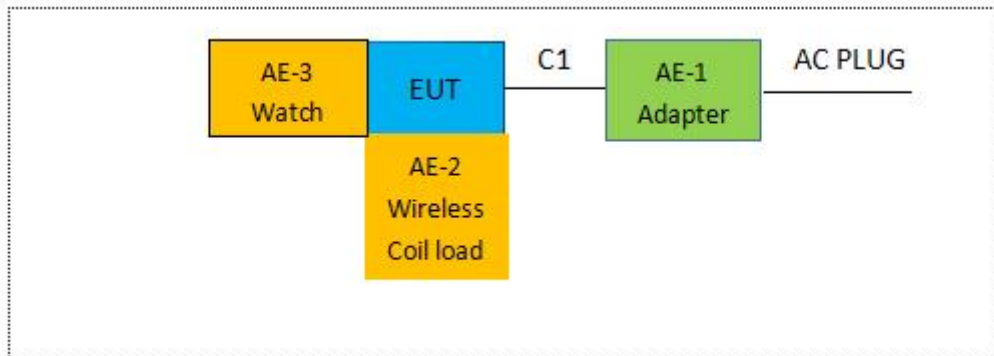 AE-3
Watch
EUT
C1
AE-1
Adapter
AC PLUG
AE-2
Wireless
Coil load